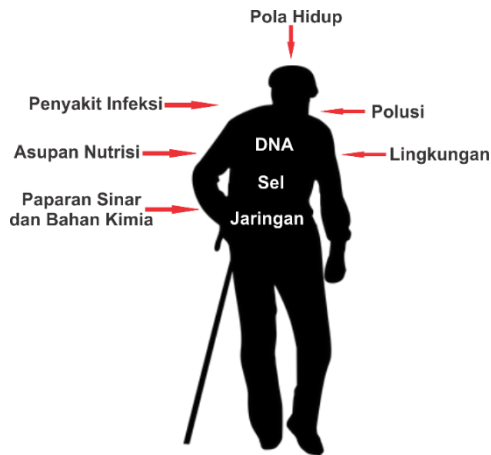 Pola Hidup
Penyakit Infeksi
Polusi
DNA
Asupan Nutrisi
Lingkungan
Sel
Paparan Sinar
dan Bahan Kimia
Jaringan